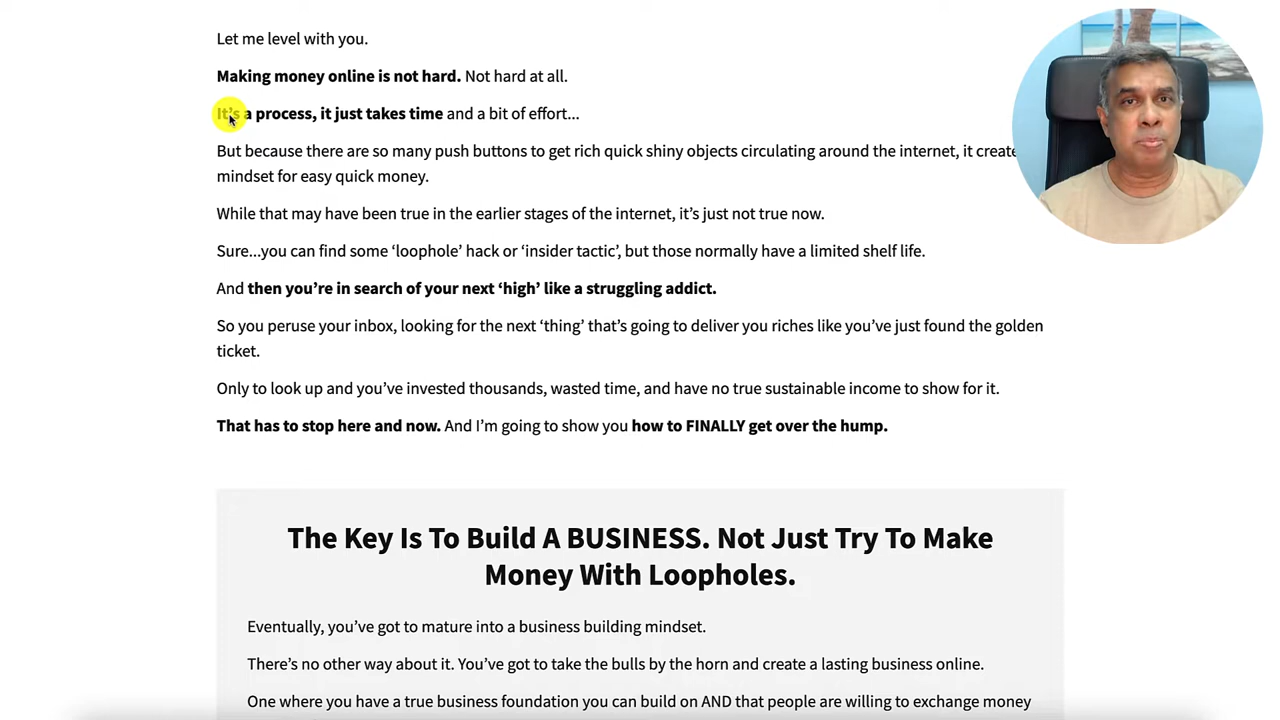 Let me level with you.
Making money online is not hard. Not hard at all.
It's a process, it just takes time and a bit of effort...
But because there are so many push buttons to get rich quick shiny objects circulating around the internet, it create
mindset for easy quick money.
While that may have been true in the earlier stages of the internet, it’s just not true now.
Sure...you can find some ‘loophole’ hack or ‘insider tactic’, but those normally have a limited shelf life.
And then you’re in search of your next ‘high’ like a struggling addict.
So you peruse your inbox, looking for the next ‘thing’ that’s going to deliver you riches like you’ve just found the golden
ticket.
Only to look up and you’ve invested thousands, wasted time, and have no true sustainable income to show for it.
That has to stop here and now. And I’m going to show you how to FINALLY get over the hump.
The Key Is To Build A BUSINESS. Not Just Try To Make
Money With Loopholes.
Eventually, you’ve got to mature into a business building mindset.
There’s no other way about it. You’ve got to take the bulls by the horn and create a lasting business online.
One where you have a true business foundation you can build on AND that people are willing to exchange money